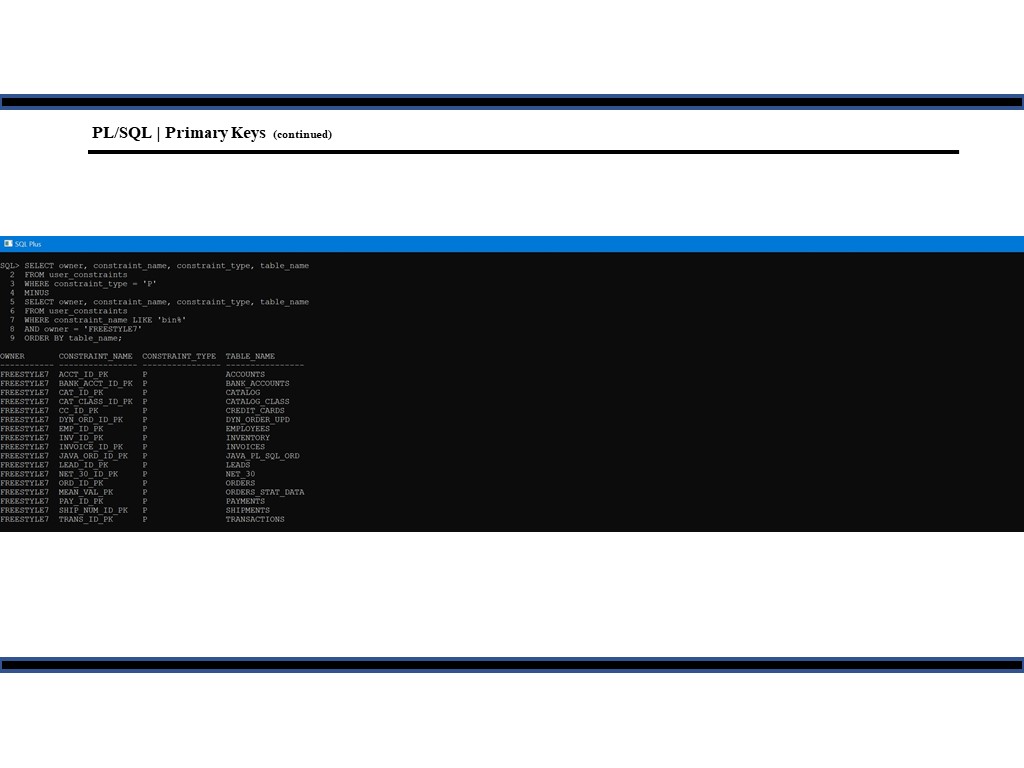 PL/SQL | Primary Keys (continued)
SQL Plus
SQL> SELECT owner, constraint_name, constraint_type, table_name
2 FROM user_constraints
3 WHERE constraint_type = 'P'
4 MINUS
5 SELECT owner, constraint_name, constraint_type, table_name
6 FROM user_constraints
7 WHERE constraint_name LIKE 'bin%'
8 AND owner = 'FREESTYLE7'
9 ORDER BY table_name;
OWNER CONSTRAINT_NAME CONSTRAINT_TYPE TABLE_NAME
----------- ---------------- ---------------- ----------------
FREESTYLE7 ACCT_ID_PK P ACCOUNTS
FREESTYLE7 BANK_ACCT_ID_PK P BANK_ACCOUNTS
FREESTYLE7 CAT_ID_PK P CATALOG
FREESTYLE7 CAT_CLASS_ID_PK P CATALOG_CLASS
FREESTYLE7 CC_ID_PK P CREDIT_CARDS
FREESTYLE7 DYN_ORD_ID_PK P DYN_ORDER_UPD
FREESTYLE7 EMP_ID_PK P EMPLOYEES
FREESTYLE7 INV_ID_PK P INVENTORY
FREESTYLE7 INVOICE_ID_PK P INVOICES
FREESTYLE7 JAVA_ORD_ID_PK P JAVA_PL_SQL_ORD
FREESTYLE7 LEAD_ID_PK P LEADS
FREESTYLE7 NET_30_ID_PK P NET_30
FREESTYLE7 ORD_ID_PK P ORDERS
FREESTYLE7 MEAN_VAL_PK P ORDERS_STAT_DATA
FREESTYLE7 PAY_ID_PK P PAYMENTS
FREESTYLE7 SHIP_NUM_ID_PK P SHIPMENTS
FREESTYLE7 TRANS_ID_PK P TRANSACTIONS